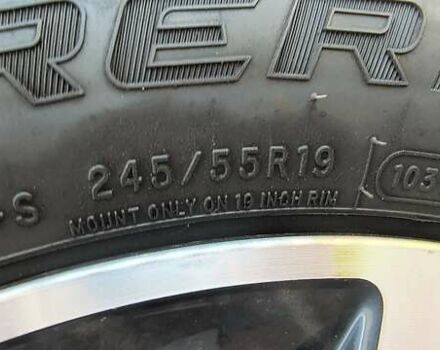 RER
-S 245/55R19 103
MOUNT ONLY ON 19 INCH RIM